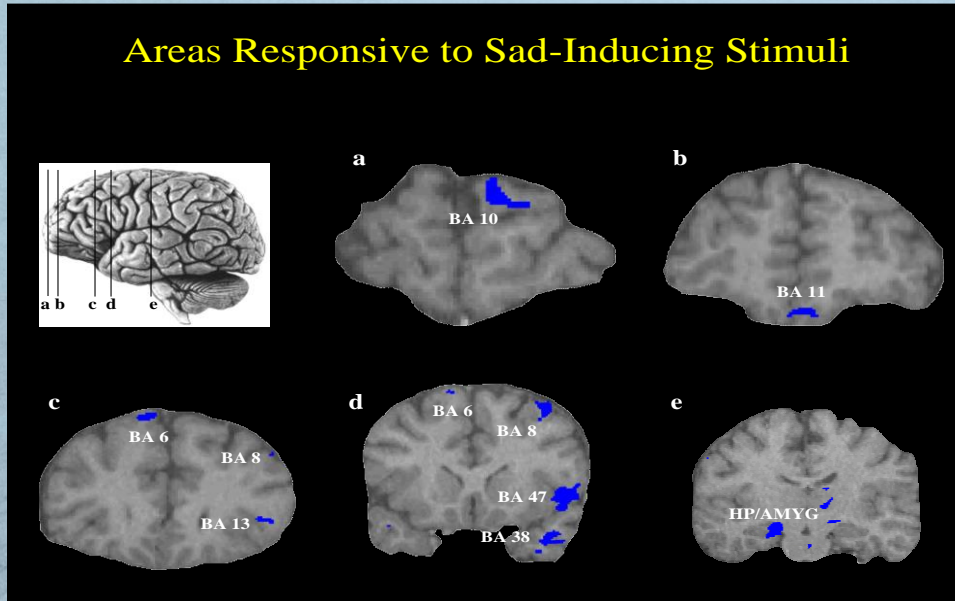 Areas Responsive to Sad-Inducing Stimuli
a
BA 10
b
BA 11
a b c d e
c
BA 6
BA 8
BA 13
d
BA 6
BA 8
BA 47
BA 38
e
HP/AMYG